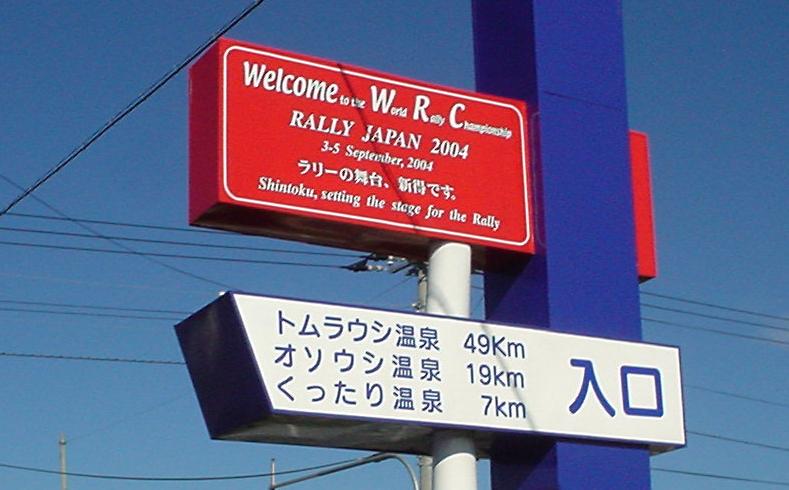 Welcome to the World Rally Championship
RALLY JAPAN 2004
3-5 September, 2004
ラリーの舞台、新得です。
Shintoku, setting the stage for the Rally
トムラウシ温泉 49Km
オソウシ温泉 19km
くったり温泉 7km
入口